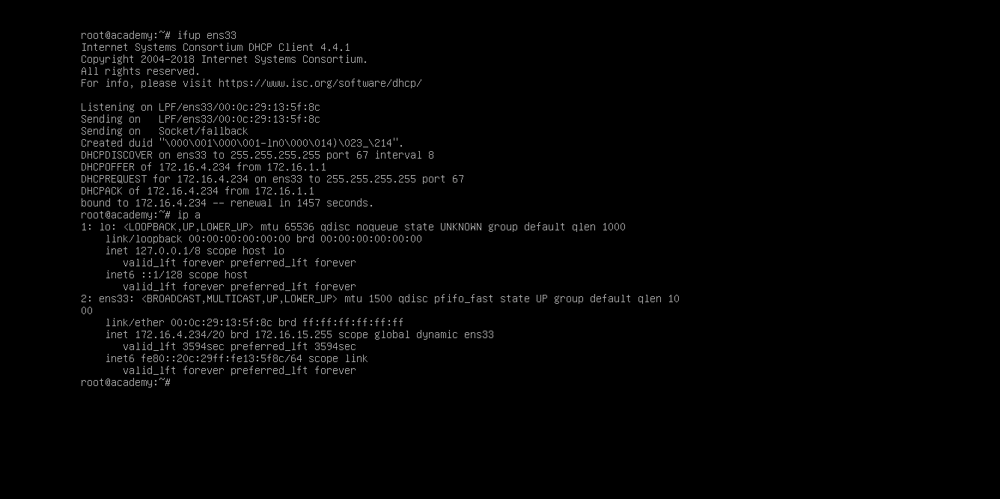 root@academy:~# ifup ens33
Internet Systems Consortium DHCP Client 4.4.1
Copyright 2004-2018 Internet Systems Consortium.
All rights reserved.
For info, please visit https://www.isc.org/software/dhcp/
Listening on LPF/ens33/00:0c:29:13:5f:8c
Sending on   LPF/ens33/00:0c:29:13:5f:8c
Sending on   Socket/fallback
Created duid "\000\001\000\001-ln0\000\014)\023_\214".
DHCPDISCOVER on ens33 to 255.255.255.255 port 67 interval 8
DHCPOFFER of 172.16.4.234 from 172.16.1.1
DHCPREQUEST for 172.16.4.234 on ens33 to 255.255.255.255 port 67
DHCPACK of 172.16.4.234 from 172.16.1.1
bound to 172.16.4.234 -- renewal in 1457 seconds.
root@academy:~# ip a
1: lo: <LOOPBACK,UP,LOWER_UP> mtu 65536 qdisc noqueue state UNKNOWN group default qlen 1000
    link/loopback 00:00:00:00:00:00 brd 00:00:00:00:00:00
    inet 127.0.0.1/8 scope host lo
       valid_lft forever preferred_lft forever
    inet6 ::1/128 scope host
       valid_lft forever preferred_lft forever
2: ens33: <BROADCAST,MULTICAST,UP,LOWER_UP> mtu 1500 qdisc pfifo_fast state UP group default qlen 10
00
    link/ether 00:0c:29:13:5f:8c brd ff:ff:ff:ff:ff:ff
    inet 172.16.4.234/20 brd 172.16.15.255 scope global dynamic ens33
       valid_lft 3594sec preferred_lft 3594sec
    inet6 fe80::20c:29ff:fe13:5f8c/64 scope link
       valid_lft forever preferred_lft forever
root@academy:~#